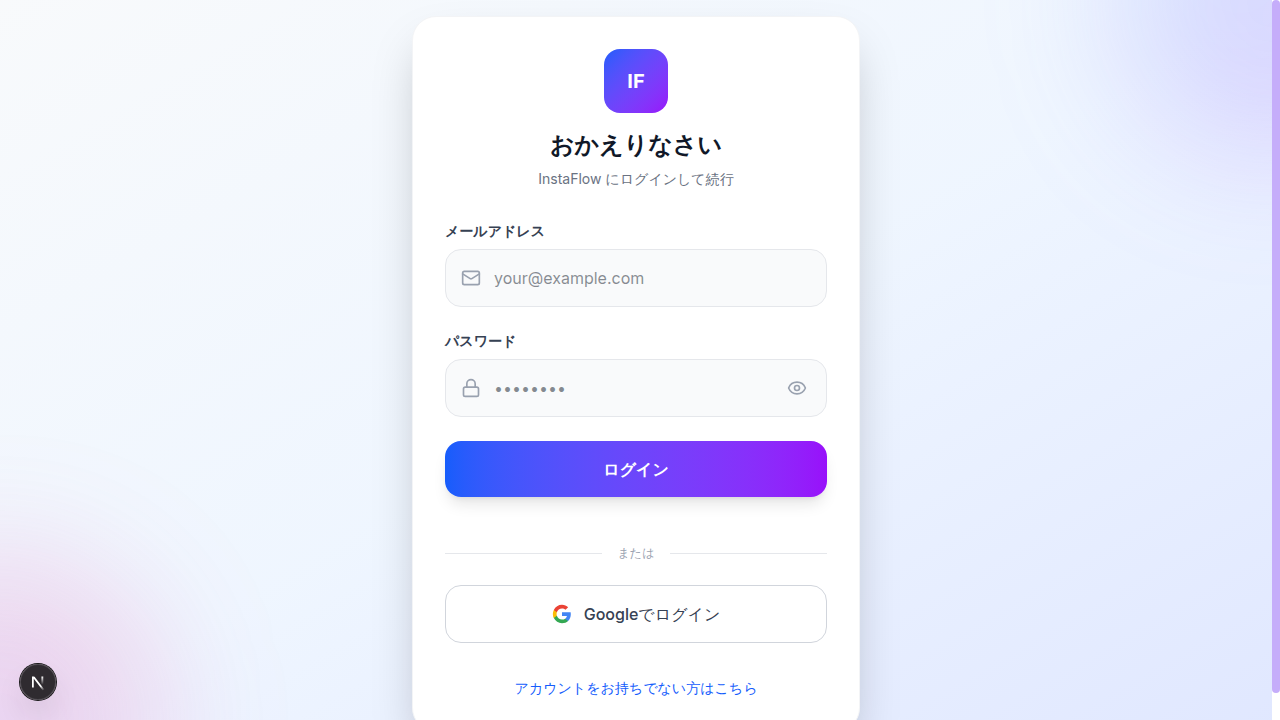 IF
おかえりなさい
InstaFlow にログインして続行
メールアドレス
your@example.com
パスワード
••••••••
ログイン
または
Googleでログイン
アカウントをお持ちでない方はこちら
N